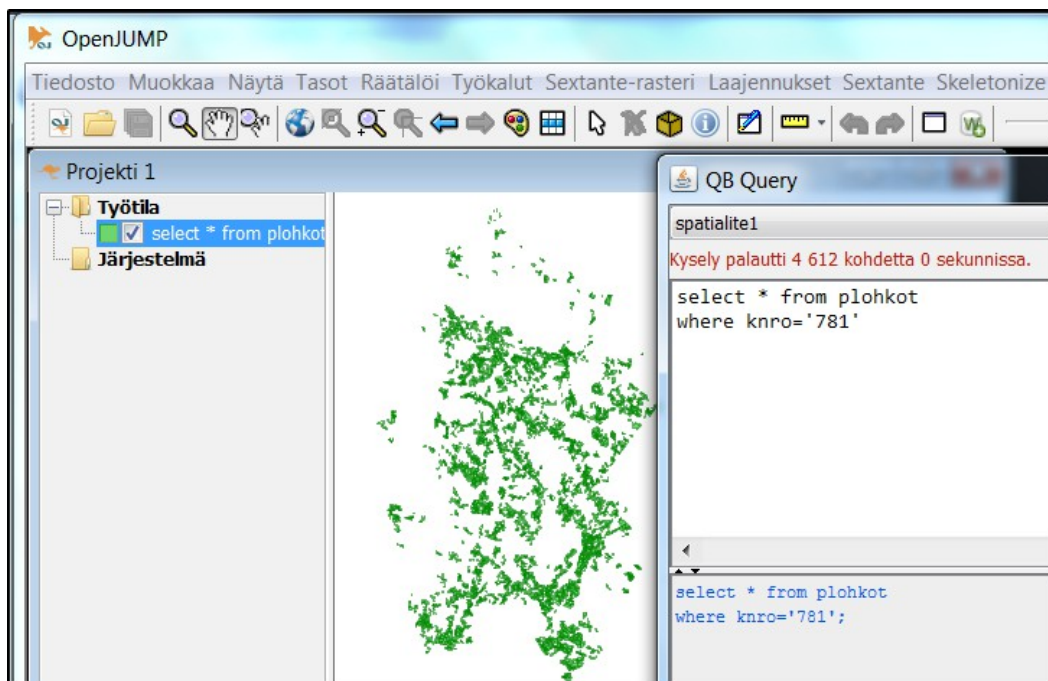 OpenJUMP
Tiedosto Muokkaa Näytä Tasot Räätälöi Työkalut Sextante-rasteri Laajennukset Sextante Skeletonize
Projekti 1
Työtila
select * from plohkot
Järjestelmä
QB Query
spatialite1
Kysely palautti 4 612 kohdetta 0 sekunnissa.
select * from plohkot
where knro='781'
select * from plohkot
where knro='781';